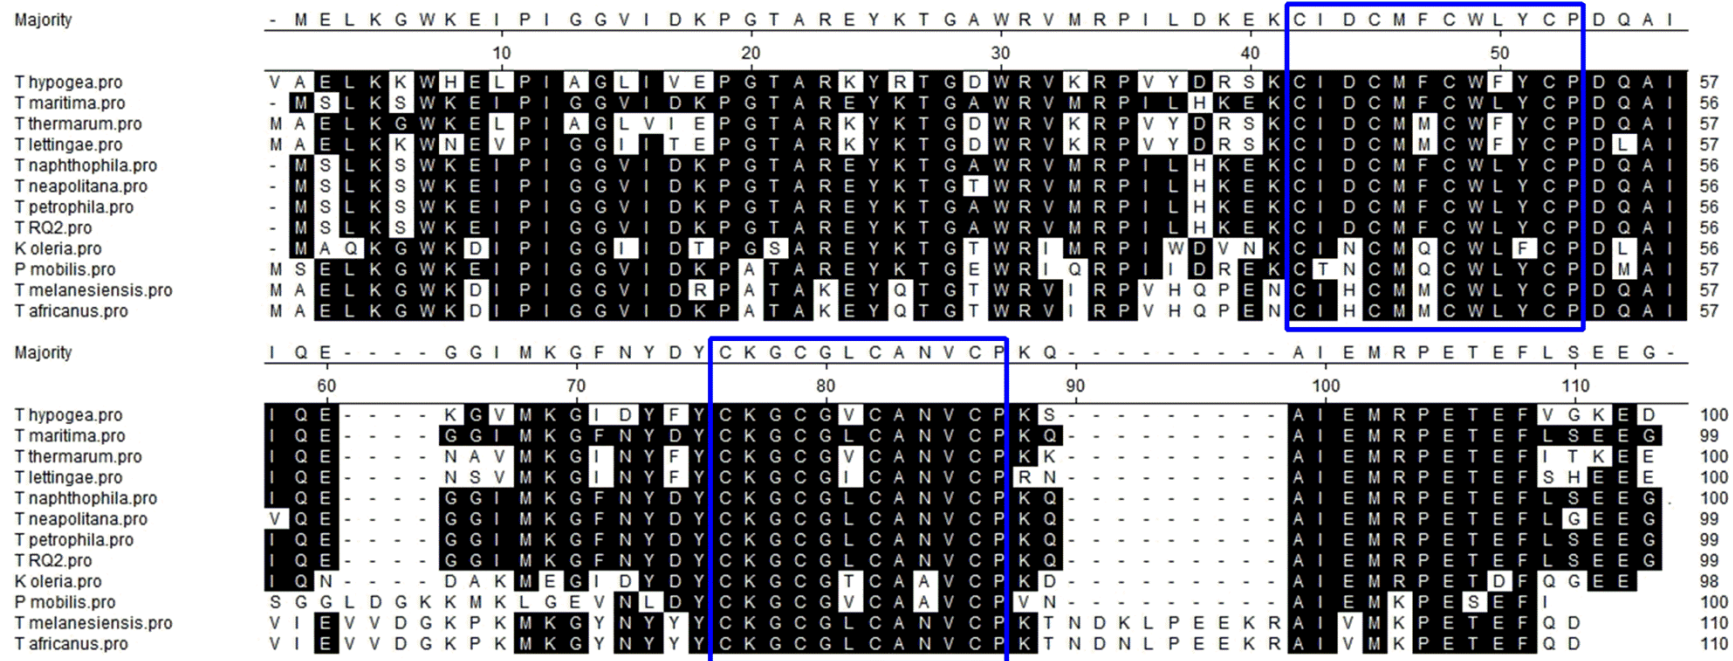 Majority - M E L K G W K E I P I G G V I D K P G T A R E Y K T G A W R V M R P I L D K E K C I D C M F C W L Y C P D Q A I
10 20 30 40 50
T hypogea.pro V A E L K K W H E L P I A G L I V E P G T A R K Y R T G D W R V K R P V Y D R S K C I D C M F C W F Y C P D Q A I 57
T maritima.pro - M S L K S W K E I P I G G V I D K P G T A R E Y K T G A W R V M R P I L H K E K C I D C M F C W L Y C P D Q A I 56
T thermarum.pro M A E L K G W K E L P I A G L V I E P G T A R K Y K T G D W R V K R P V Y D R S K C I D C M M C W F Y C P D Q A I 57
T lettingae.pro M A E L K K W N E V P I G G I I T E P G T A R K Y K T G D W R V K R P V Y D R S K C I D C M M C W F Y C P D L A I 57
T naphthophila.pro - M S L K S W K E I P I G G V I D K P G T A R E Y K T G A W R V M R P I L H K E K C I D C M F C W L Y C P D Q A I 56
T neapolitana.pro - M S L K S W K E I P I G G V I D K P G T A R E Y K T G T W R V M R P I L H K E K C I D C M F C W L Y C P D Q A I 56
T petrophila.pro - M S L K S W K E I P I G G V I D K P G T A R E Y K T G A W R V M R P I L H K E K C I D C M F C W L Y C P D Q A I 56
T RQ2.pro - M S L K S W K E I P I G G V I D K P G T A R E Y K T G A W R V M R P I L H K E K C I D C M F C W L Y C P D Q A I 56
K oleria.pro - M A Q K G W K D I P I G G I I D T P G S A R E Y K T G T W R I M R P I W D V N K C I N C M Q C W L F C P D L A I 56
P mobilis.pro M S E L K G W K E I P I G G V I D K P A T A R E Y K T G E W R I Q R P I I D R E K C T N C M Q C W L Y C P D M A I 57
T melanesiensis.pro M A E L K G W K D I P I G G V I D R P A T A K E Y Q T G T W R V I R P V H Q P E N C I H C M M C W L Y C P D Q A I 57
T africanus.pro M A E L K G W K D I P I G G V I D K P A T A K E Y Q T G T W R V I R P V H Q P E N C I H C M M C W L Y C P D Q A I 57
Majority I Q E - - - - G G I M K G F N Y D Y C K G C G L C A N V C P K Q - - - - - - - - - A I E M R P E T E F L S E E G -
60 70 80 90 100 110
T hypogea.pro I Q E - - - - K G V M K G I D Y F Y C K G C G V C A N V C P K S - - - - - - - - - A I E M R P E T E F V G K E D 100
T maritima.pro I Q E - - - - G G I M K G F N Y D Y C K G C G L C A N V C P K Q - - - - - - - - - A I E M R P E T E F L S E E G 99
T thermarum.pro I Q E - - - - N A V M K G I N Y F Y C K G C G V C A N V C P K K - - - - - - - - - A I E M R P E T E F I T K E E 100
T lettingae.pro I Q E - - - - N S V M K G I N Y F Y C K G C G I C A N V C P R N - - - - - - - - - A I E M R P E T E F S H E E E 100
T naphthophila.pro I Q E - - - - G G I M K G F N Y D Y C K G C G L C A N V C P K Q - - - - - - - - - A I E M R P E T E F L S E E G . 100
T neapolitana.pro V Q E - - - - G G I M K G F N Y D Y C K G C G L C A N V C P K Q - - - - - - - - - A I E M R P E T E F L G E E G 99
T petrophila.pro I Q E - - - - G G I M K G F N Y D Y C K G C G L C A N V C P K Q - - - - - - - - - A I E M R P E T E F L S E E G 99
T RQ2.pro I Q E - - - - G G I M K G F N Y D Y C K G C G L C A N V C P K Q - - - - - - - - - A I E M R P E T E F L S E E G 99
K oleria.pro I Q N - - - - D A K M E G I D Y D Y C K G C G T C A A V C P K D - - - - - - - - - A I E M R P E T D F Q G E E 98
P mobilis.pro S G G L D G K K M K L G E V N L D Y C K G C G V C A A V C P V N - - - - - - - - - A I E M K P E S E F I 100
T melanesiensis.pro V I E V V D G K P K M K G Y N Y Y Y C K G C G L C A N V C P K T N D K L P E E K R A I V M K P E T E F Q D 110
T africanus.pro V I E V V D G K P K M K G Y N Y Y Y C K G C G L C A N V C P K T N D N L P E E K R A I V M K P E T E F Q D 110